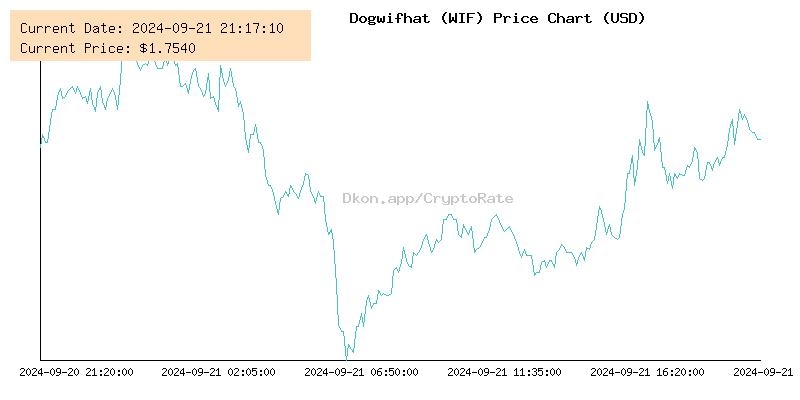 Dogwifhat (WIF) Price Chart (USD)
Current Date: 2024-09-21 21:17:10
Current Price: $1.7540
Dkon.app/CryptoRate
2024-09-20 21:20:00 2024-09-21 02:05:00 2024-09-21 06:50:00 2024-09-21 11:35:00 2024-09-21 16:20:00 2024-09-21